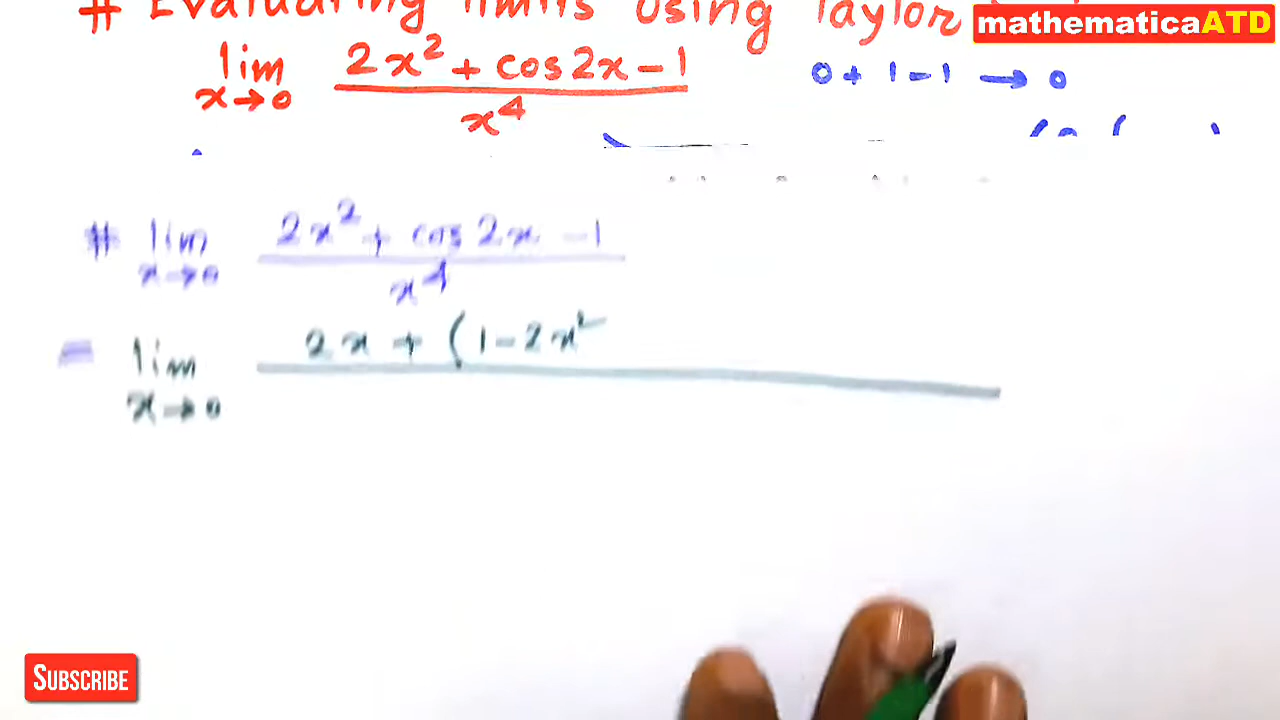 # Evaluating limits using Taylor
mathematicaATD
lim x→0 2x² + cos2x − 1 / x⁴
0 + 1 − 1 → 0
# lim x→0 2x² + cos 2x − 1 / x⁴
= lim x→0 2x + (1 − 2x²
SUBSCRIBE